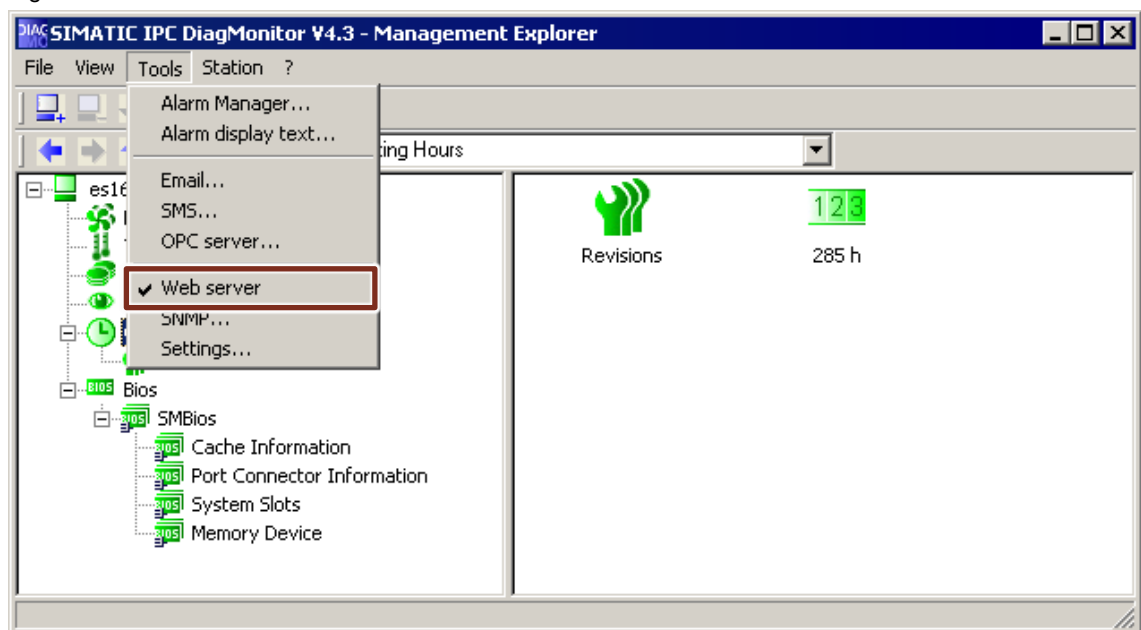 SIMATIC IPC DiagMonitor V4.3 - Management Explorer
File View Tools Station ?
Alarm Manager...
Alarm display text...
Hours
Email...
SMS...
OPC server...
Web server
SNMP...
Settings...
Bios
SMBios
Cache Information
Port Connector Information
System Slots
Memory Device
Revisions
123
285 h